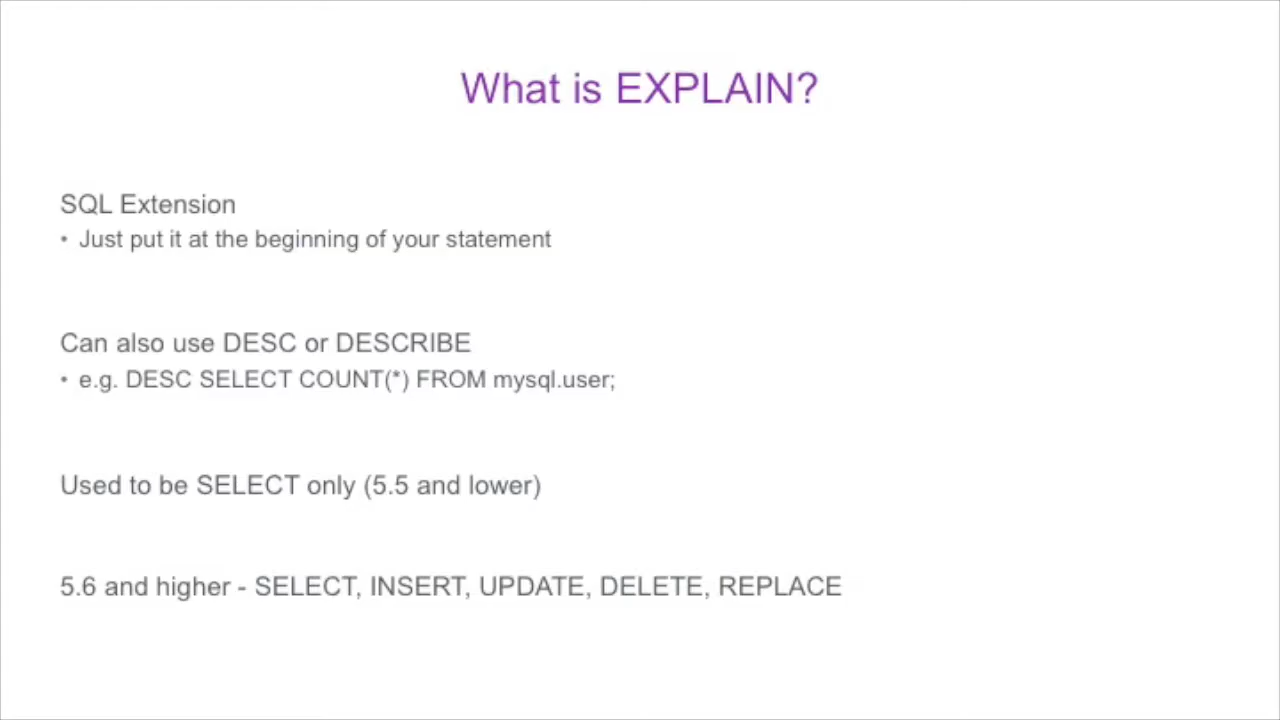 What is EXPLAIN?
SQL Extension
• Just put it at the beginning of your statement
Can also use DESC or DESCRIBE
• e.g. DESC SELECT COUNT(*) FROM mysql.user;
Used to be SELECT only (5.5 and lower)
5.6 and higher - SELECT, INSERT, UPDATE, DELETE, REPLACE